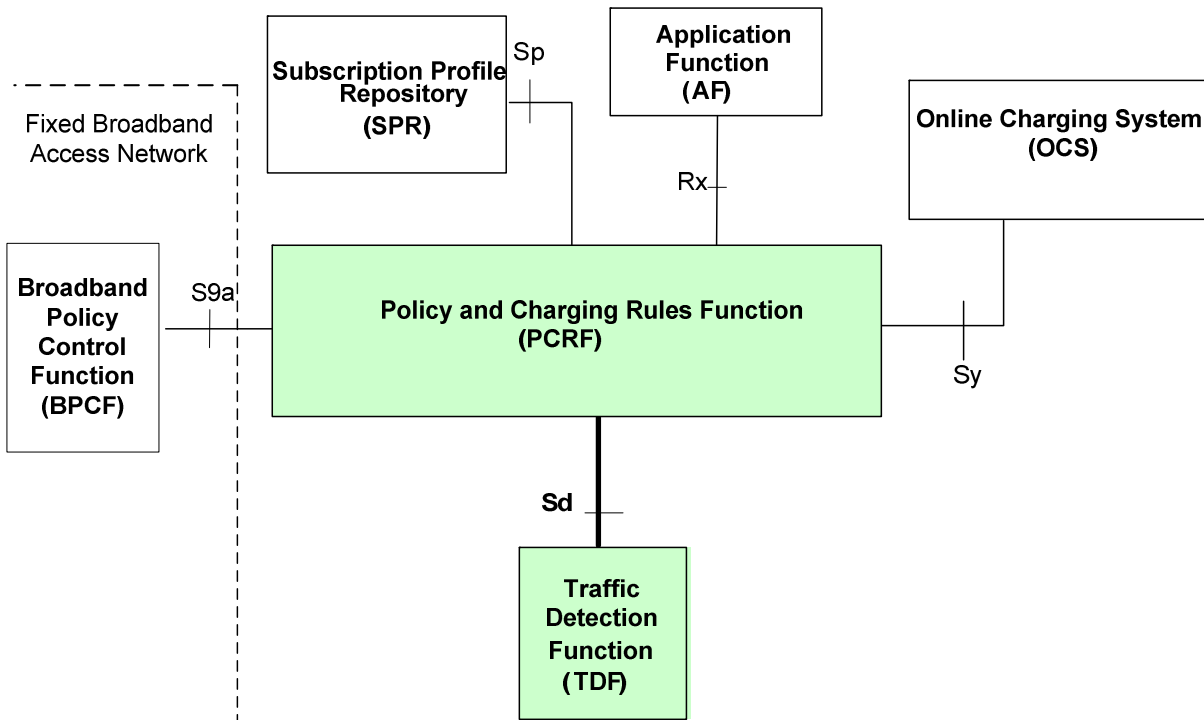 Subscription Profile
Repository
(SPR)
Sp
Application
Function
(AF)
Online Charging System
(OCS)
Fixed Broadband
Access Network
Rx
Broadband
Policy
Control
Function
(BPCF)
S9a
Policy and Charging Rules Function
(PCRF)
Sy
Sd
Traffic
Detection
Function
(TDF)